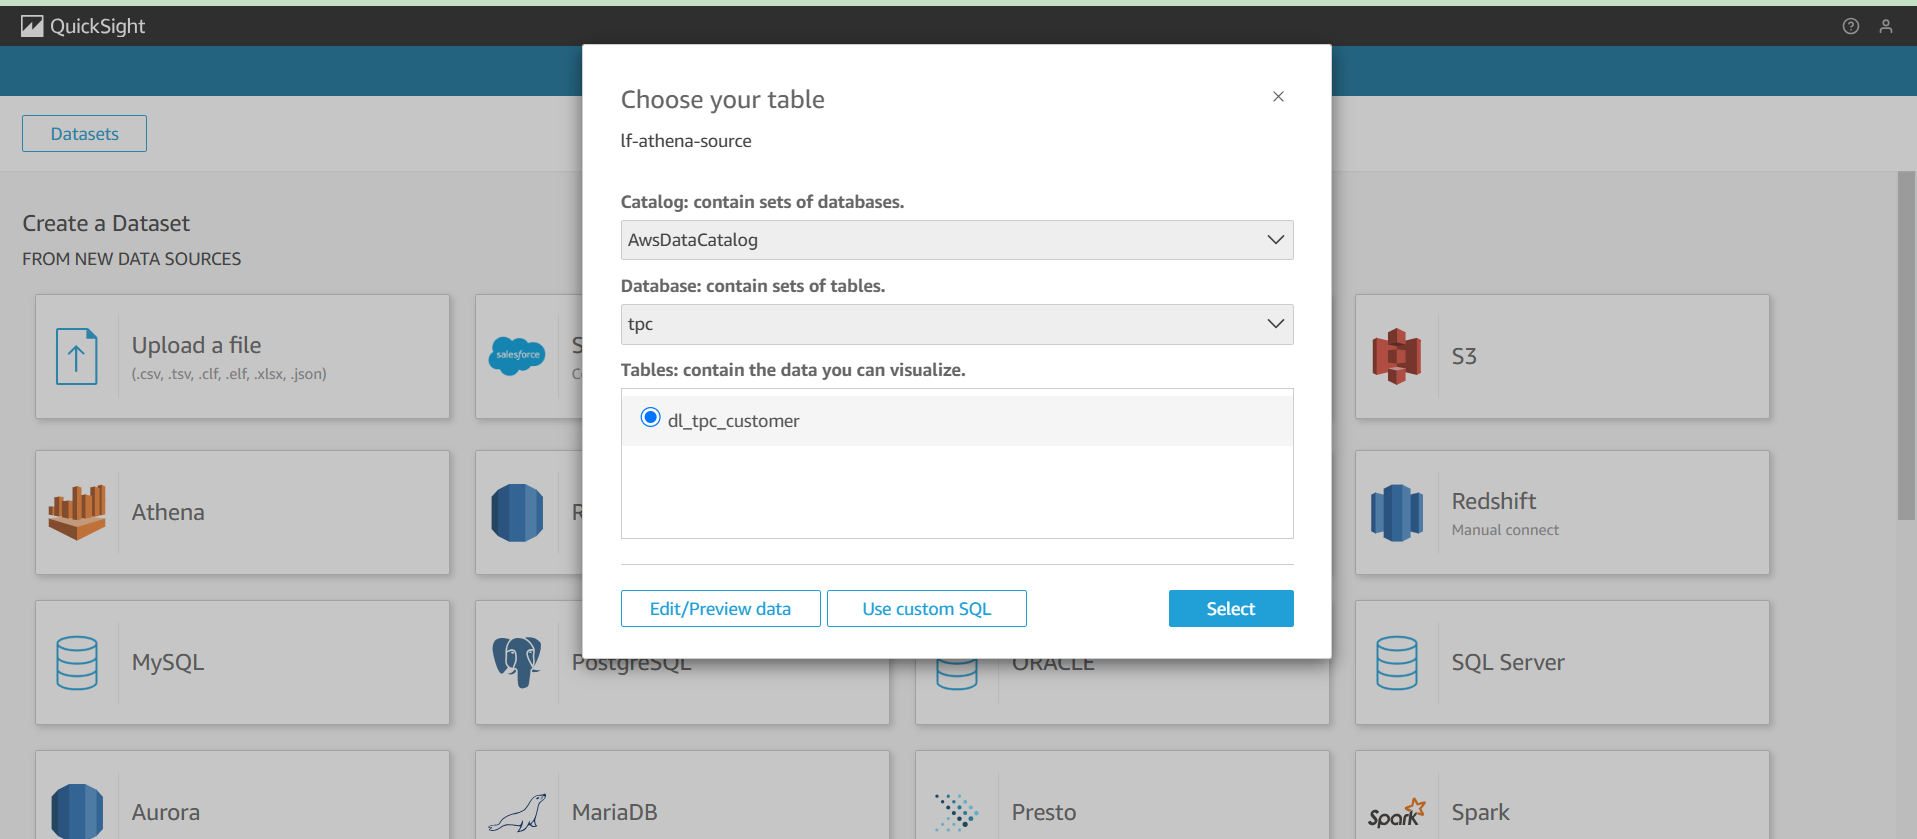 QuickSight
Choose your table
lf-athena-source
Datasets
Catalog: contain sets of databases.
AwsDataCatalog
Database: contain sets of tables.
tpc
Tables: contain the data you can visualize.
dl_tpc_customer
Edit/Preview data
Use custom SQL
Select
Create a Dataset
FROM NEW DATA SOURCES
Upload a file
(.csv, .tsv, .clf, .elf, .xlsx, .json)
salesforce
S3
Athena
Redshift
Manual connect
MySQL
PostgreSQL
ORACLE
SQL Server
Aurora
MariaDB
Presto
Spark
Spark